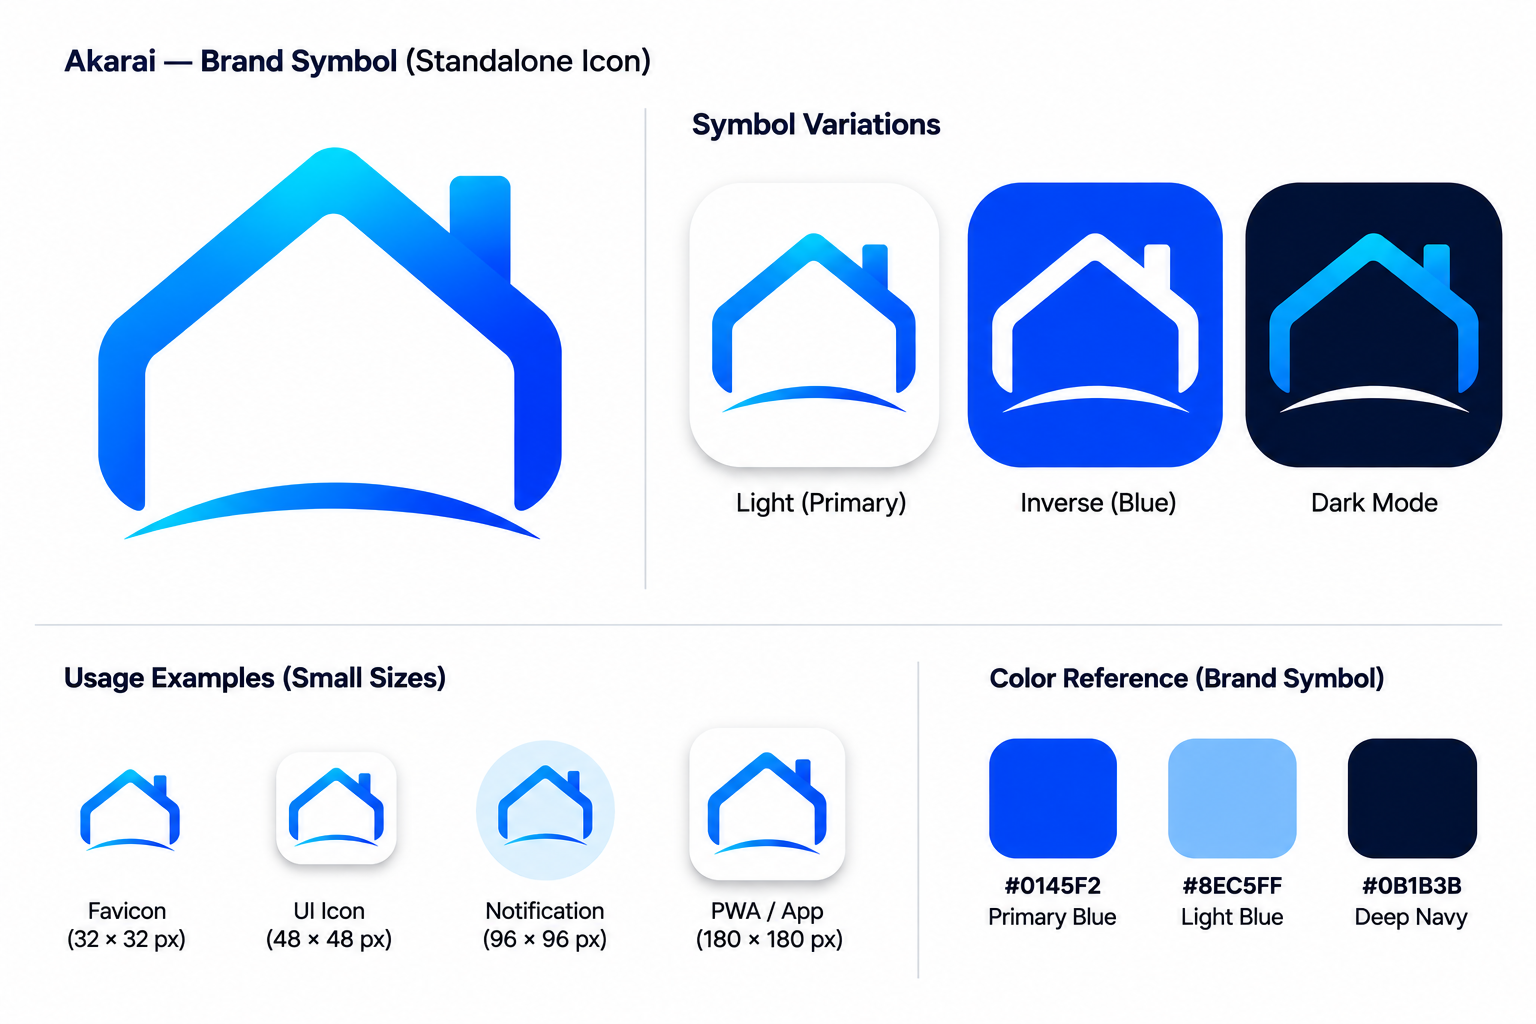 Akarai — Brand Symbol (Standalone Icon)
Symbol Variations
Light (Primary)
Inverse (Blue)
Dark Mode
Usage Examples (Small Sizes)
Favicon
(32 × 32 px)
UI Icon
(48 × 48 px)
Notification
(96 × 96 px)
PWA / App
(180 × 180 px)
Color Reference (Brand Symbol)
#0145F2
Primary Blue
#8EC5FF
Light Blue
#0B1B3B
Deep Navy